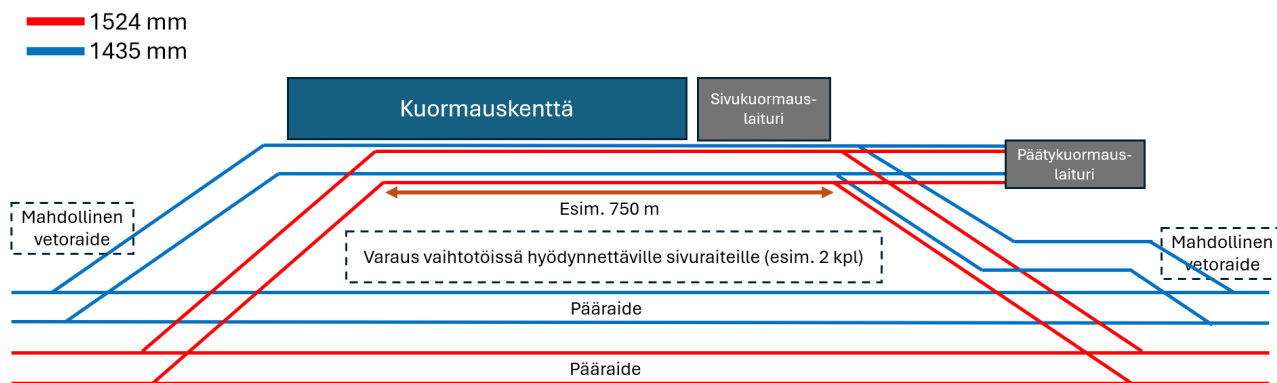 1524 mm
1435 mm
Kuormauskenttä
Sivukuormaus-
laituri
Päätykuormaus-
laituri
Esim. 750 m
Mahdollinen
vetoraide
Varaus vaihtotöissä hyödynnettäville sivuraiteille (esim. 2 kpl)
Mahdollinen
vetoraide
Pääraide
Pääraide